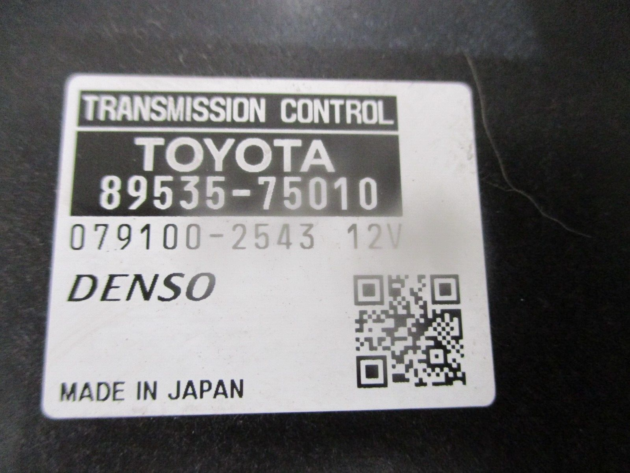 TRANSMISSION CONTROL
TOYOTA
89535-75010
079100-2543 12V
DENSO
MADE IN JAPAN